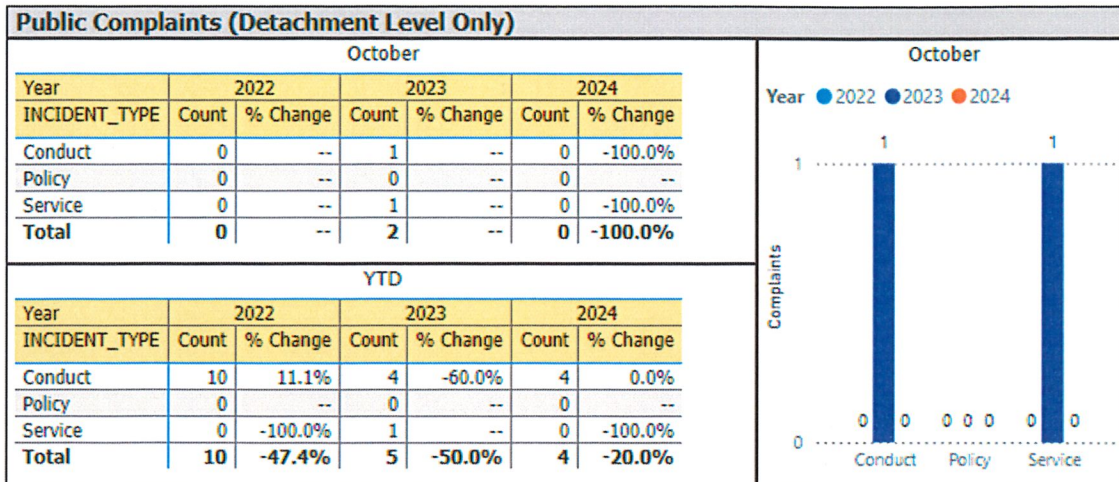 Public Complaints (Detachment Level Only)
October
Year 2022 2023 2024
INCIDENT_TYPE Count % Change Count % Change Count % Change
Conduct 0 -- 1 -- 0 -100.0%
Policy 0 -- 0 -- 0 --
Service 0 -- 1 -- 0 -100.0%
Total 0 -- 2 -- 0 -100.0%
YTD
Year 2022 2023 2024
INCIDENT_TYPE Count % Change Count % Change Count % Change
Conduct 10 11.1% 4 -60.0% 4 0.0%
Policy 0 -- 0 -- 0 --
Service 0 -100.0% 1 -- 0 -100.0%
Total 10 -47.4% 5 -50.0% 4 -20.0%
October
Year 2022 2023 2024
1 1
1
Complaints
0 0 0 0 0 0 0
0
Conduct Policy Service